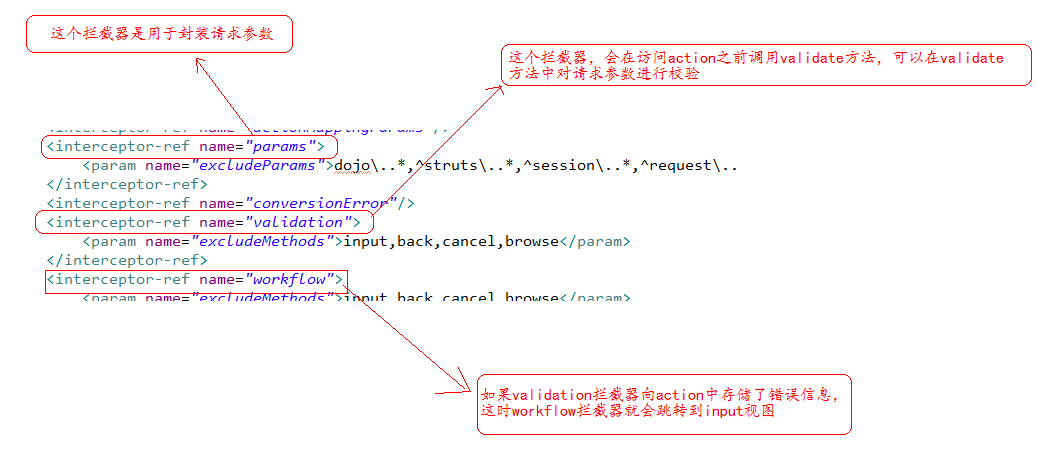 这个拦截器是用于封装请求参数
这个拦截器，会在访问action之前调用validate方法，可以在validate
方法中对请求参数进行校验
<interceptor-ref name="actionMappingParams"/>
<interceptor-ref name="params">
<param name="excludeParams">dojo\..*,^struts\..*,^session\..*,^request\..
</interceptor-ref>
<interceptor-ref name="conversionError"/>
<interceptor-ref name="validation">
<param name="excludeMethods">input,back,cancel,browse</param>
</interceptor-ref>
<interceptor-ref name="workflow">
<param name="excludeMethods">input,back,cancel,browse</param>
如果validation拦截器向action中存储了错误信息，
这时workflow拦截器就会跳转到input视图